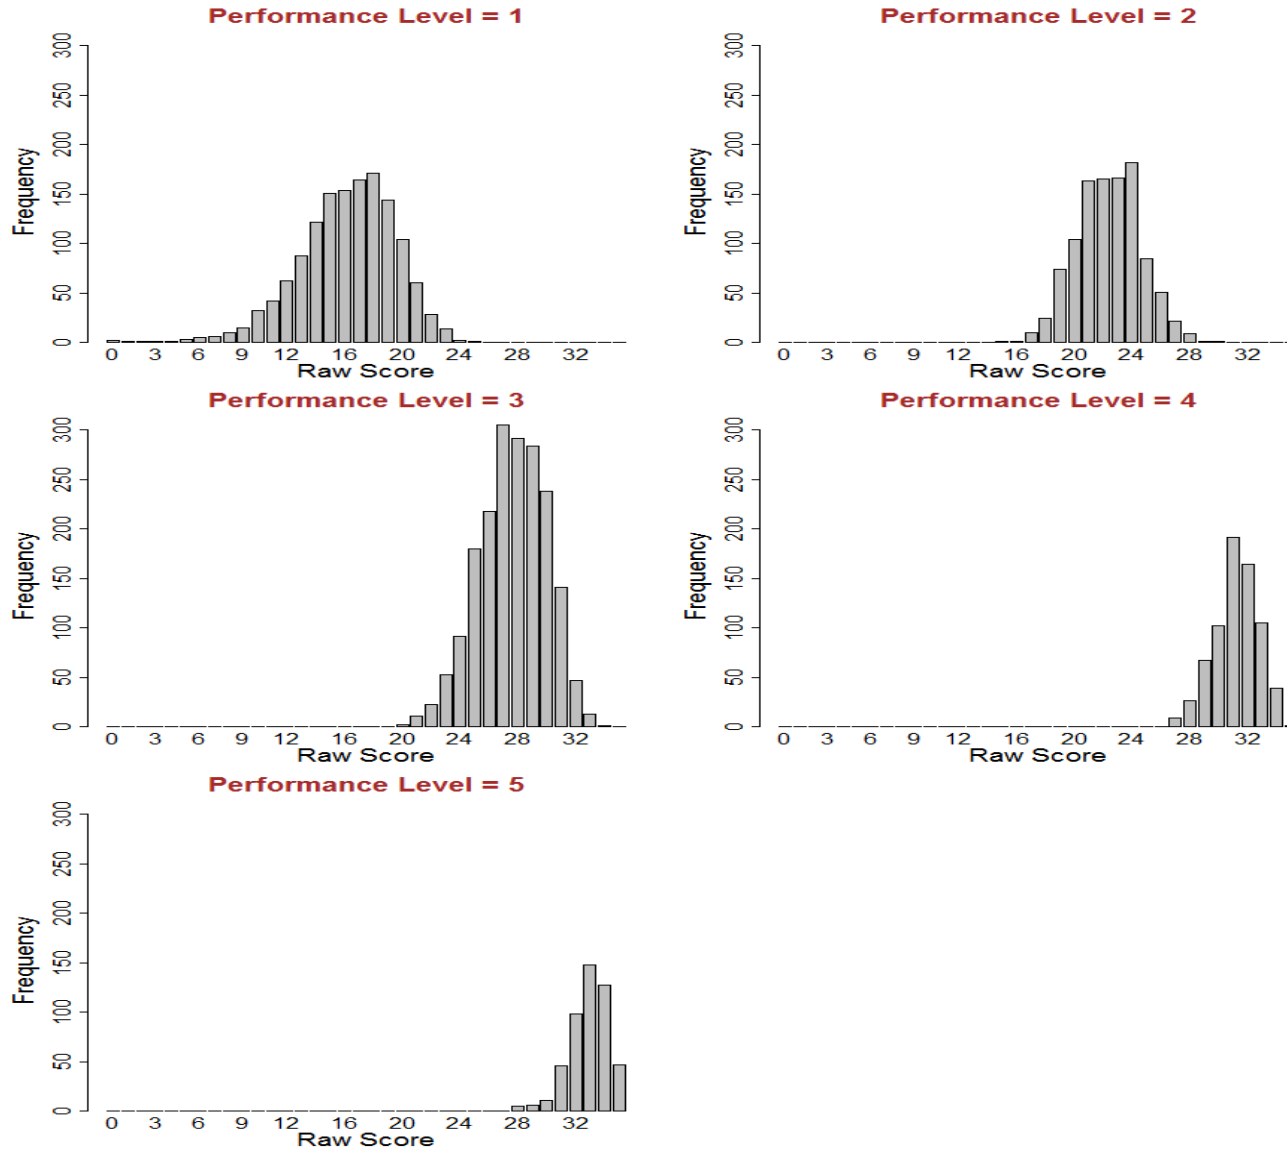 Performance Level = 1
Frequency
0 50 100 150 200 250 300
0 3 6 9 12 16 20 24 28 32
Raw Score
Performance Level = 2
Frequency
0 50 100 150 200 250 300
0 3 6 9 12 16 20 24 28 32
Raw Score
Performance Level = 3
Frequency
0 50 100 150 200 250 300
0 3 6 9 12 16 20 24 28 32
Raw Score
Performance Level = 4
Frequency
0 50 100 150 200 250 300
0 3 6 9 12 16 20 24 28 32
Raw Score
Performance Level = 5
Frequency
0 50 100 150 200 250 300
0 3 6 9 12 16 20 24 28 32
Raw Score